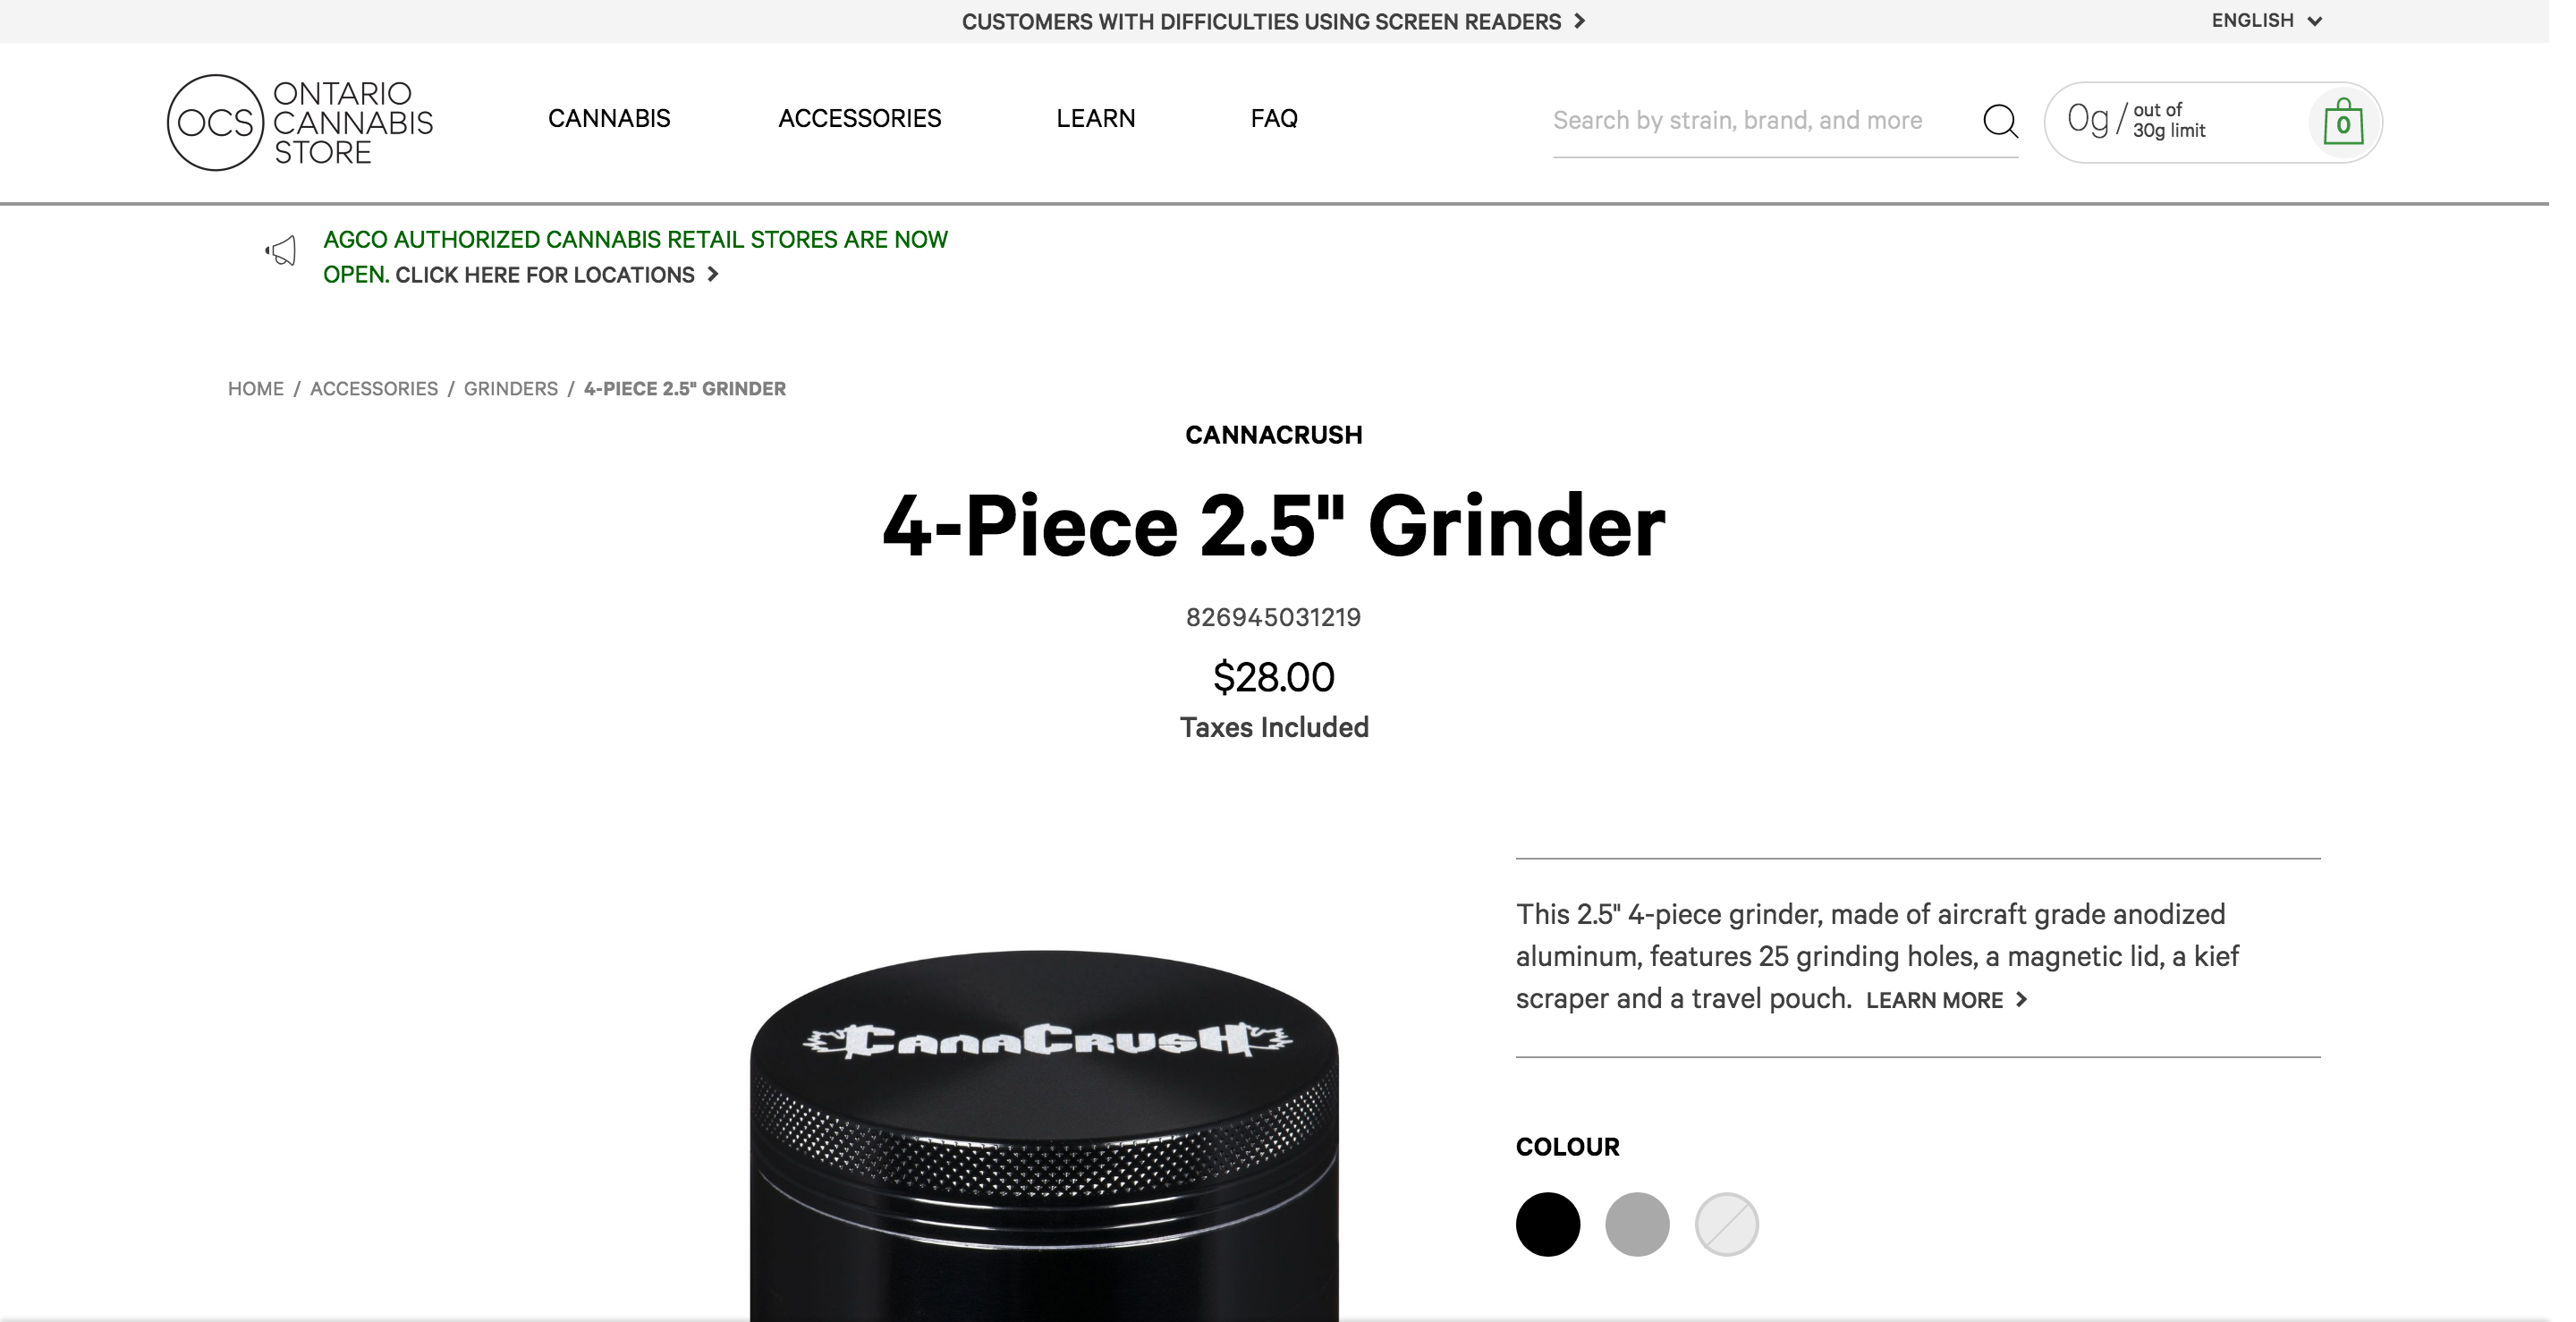 CUSTOMERS WITH DIFFICULTIES USING SCREEN READERS
ENGLISH
OCS
ONTARIO
CANNABIS
STORE
CANNABIS
ACCESSORIES
LEARN
FAQ
Search by strain, brand, and more
0g/
out of
30g limit
0
AGCO AUTHORIZED CANNABIS RETAIL STORES ARE NOW
OPEN. CLICK HERE FOR LOCATIONS
HOME / ACCESSORIES / GRINDERS / 4-PIECE 2.5" GRINDER
CANNACRUSH
4-Piece 2.5" Grinder
826945031219
$28.00
Taxes Included
CANACRUSH
This 2.5" 4-piece grinder, made of aircraft grade anodized
aluminum, features 25 grinding holes, a magnetic lid, a kief
scraper and a travel pouch. LEARN MORE
COLOUR